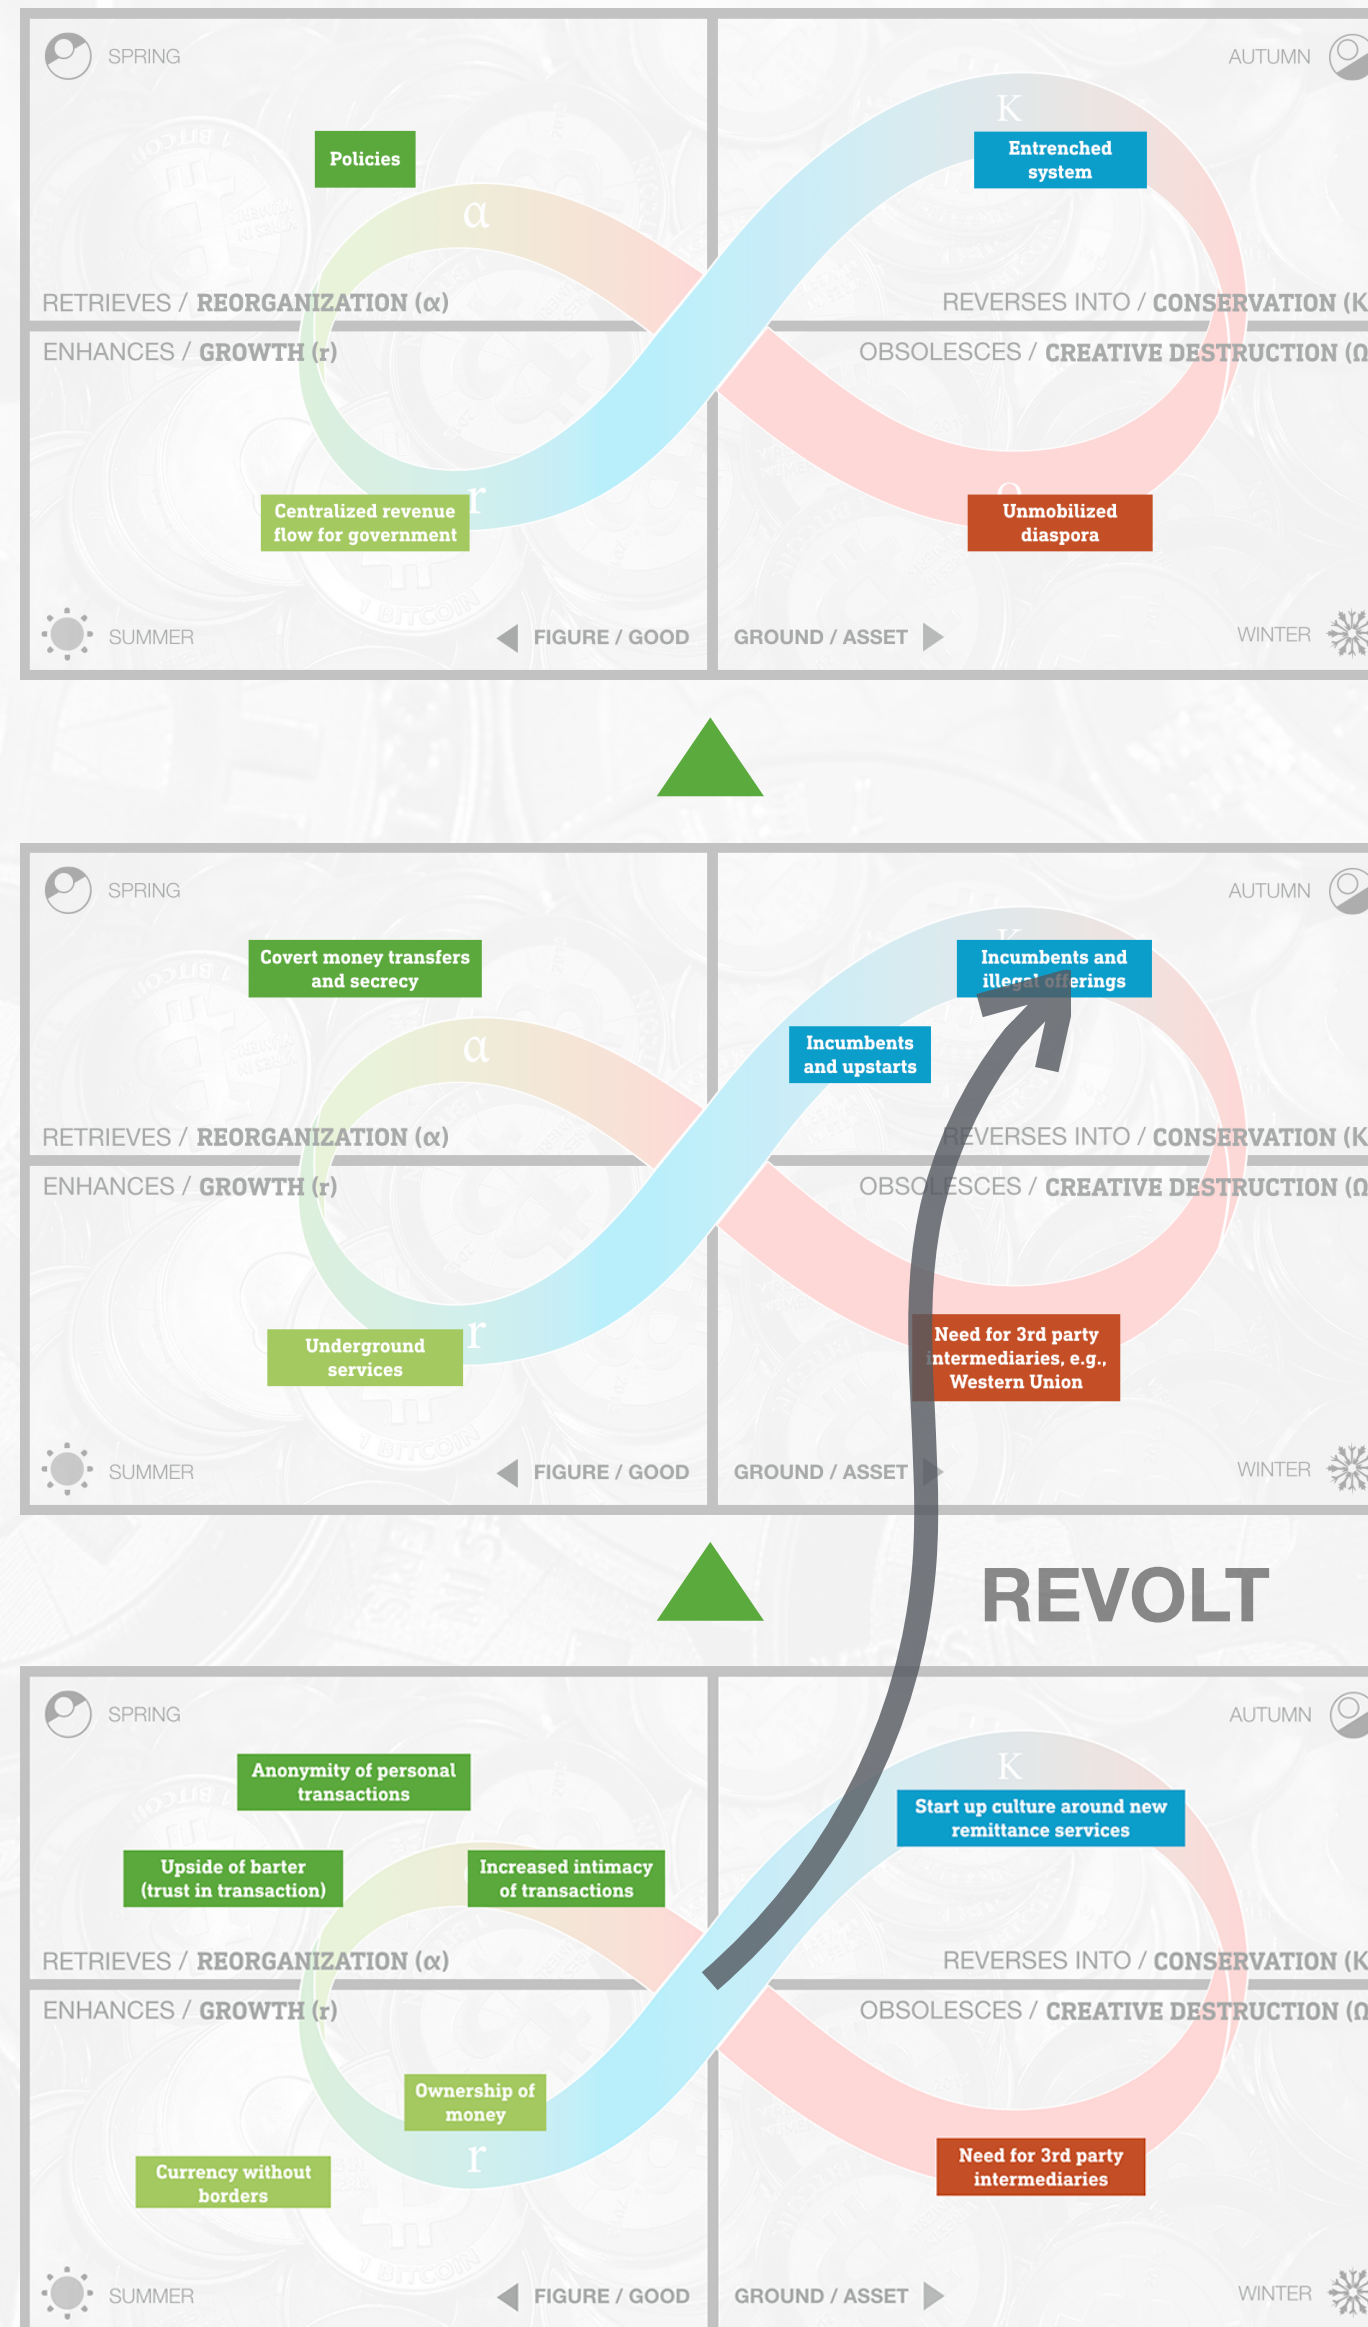 SPRING
AUTUMN
K
Policies
Entrenched
system
α
RETRIEVES / REORGANIZATION (α)
REVERSES INTO / CONSERVATION (K
ENHANCES / GROWTH (r)
OBSOLESCES / CREATIVE DESTRUCTION (Ω
r
Centralized revenue
flow for government
Unmobilized
diaspora
1 BITCOIN
SUMMER
FIGURE / GOOD
GROUND / ASSET
WINTER
SPRING
AUTUMN
K
Covert money transfers
and secrecy
Incumbents and
illegal offerings
α
Incumbents
and upstarts
RETRIEVES / REORGANIZATION (α)
REVERSES INTO / CONSERVATION (K
ENHANCES / GROWTH (r)
OBSOLESCES / CREATIVE DESTRUCTION (Ω
r
Underground
services
Need for 3rd party
intermediaries, e.g.,
Western Union
1 BITCOIN
SUMMER
FIGURE / GOOD
GROUND / ASSET
WINTER
REVOLT
SPRING
AUTUMN
K
Anonymity of personal
transactions
Start up culture around new
remittance services
Upside of barter
(trust in transaction)
Increased intimacy
of transactions
RETRIEVES / REORGANIZATION (α)
REVERSES INTO / CONSERVATION (K
ENHANCES / GROWTH (r)
OBSOLESCES / CREATIVE DESTRUCTION (Ω
Ownership of
money
r
Currency without
borders
Need for 3rd party
intermediaries
1 BITCOIN
SUMMER
FIGURE / GOOD
GROUND / ASSET
WINTER